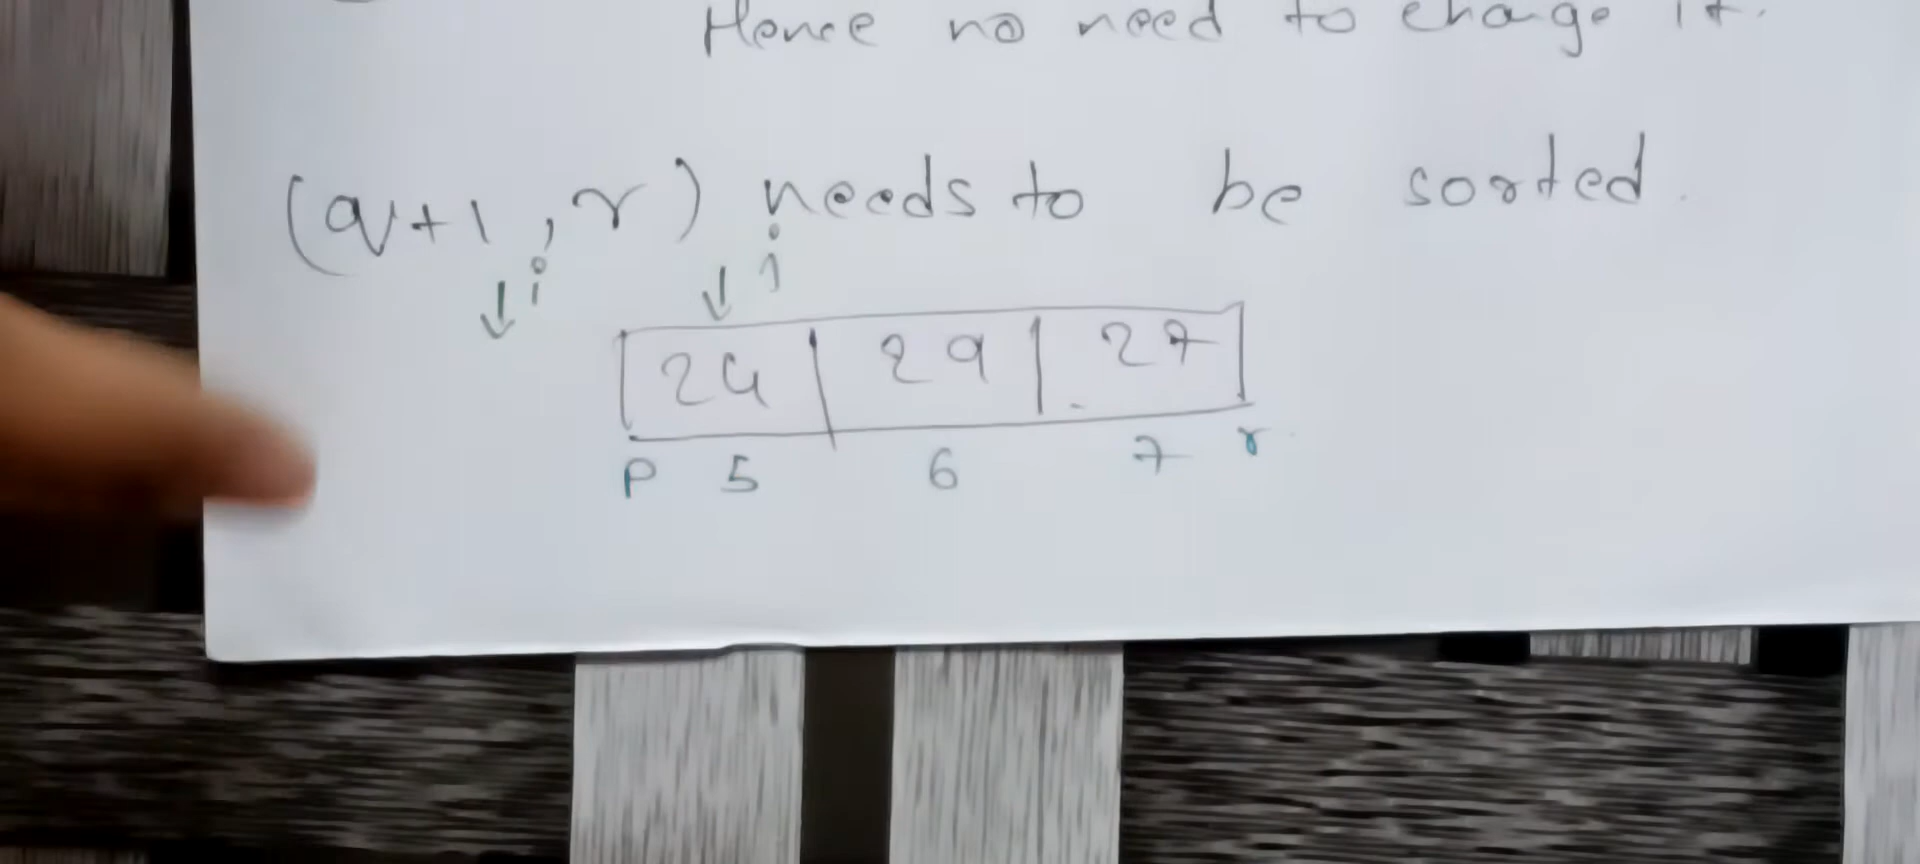 Hence no need to change it.
(q+1, r) needs to be sorted.
↓i ↓j
24 29 27
p 5 6 7 r